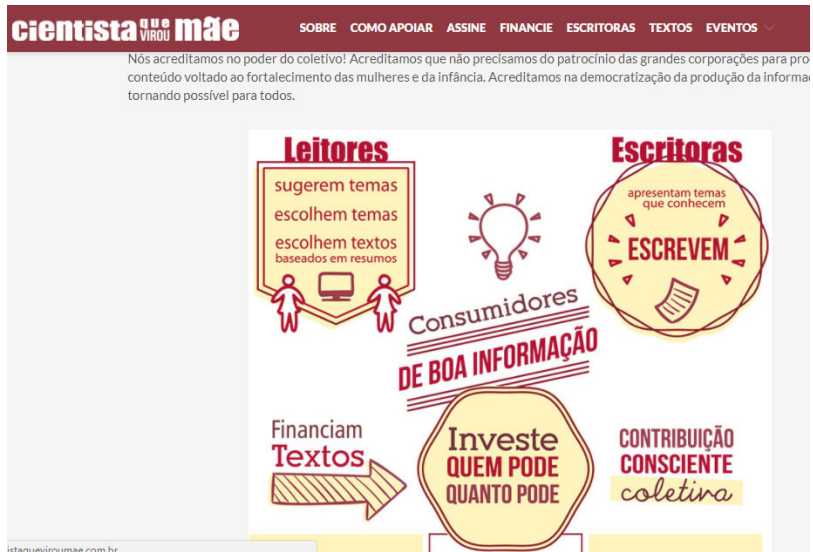 cientista que virou mãe
SOBRE COMO APOIAR ASSINE FINANCIE ESCRITORAS TEXTOS EVENTOS
Nós acreditamos no poder do coletivo! Acreditamos que não precisamos do patrocínio das grandes corporações para pro
conteúdo voltado ao fortalecimento das mulheres e da infância. Acreditamos na democratização da produção da informa
tornando possível para todos.
Leitores
sugerem temas
escolhem temas
escolhem textos
baseados em resumos
Escritoras
apresentam temas
que conhecem
ESCREVEM
Consumidores
DE BOA INFORMAÇÃO
Financiam
Textos
Investe
QUEM PODE
QUANTO PODE
CONTRIBUIÇÃO
CONSCIENTE
coletiva
istaqueviroumae.com.br